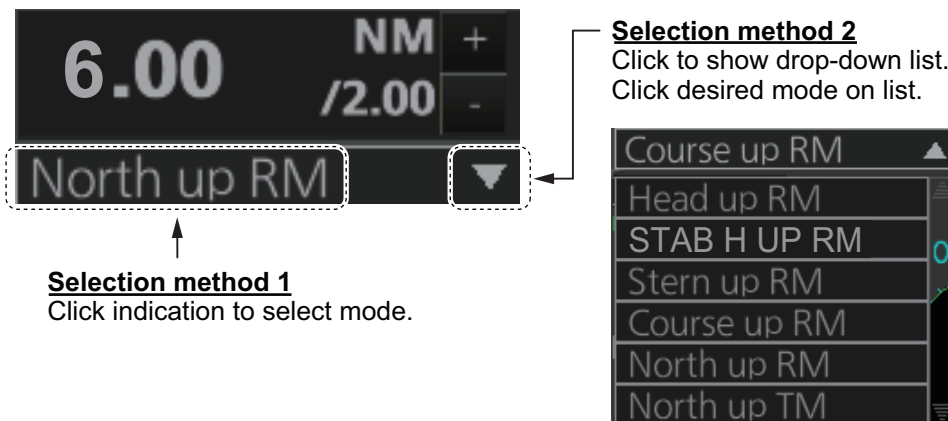 6.00
NM
+
/2.00
-
North up RM
▼
Selection method 1
Click indication to select mode.
Selection method 2
Click to show drop-down list.
Click desired mode on list.
Course up RM
▲
Head up RM
STAB H UP RM
Stern up RM
Course up RM
North up RM
North up TM
0